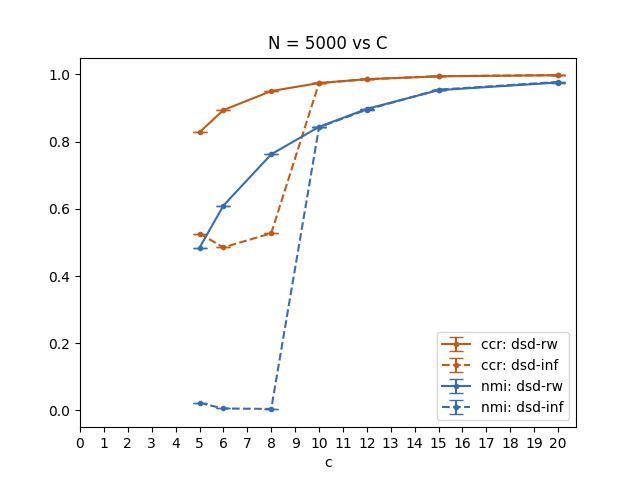 N = 5000 vs C
1.0
0.8
0.6
0.4
0.2
0.0
ccr: dsd-rw
ccr: dsd-inf
nmi: dsd-rw
nmi: dsd-inf
0 1 2 3 4 5 6 7 8 9 10 11 12 13 14 15 16 17 18 19 20
c